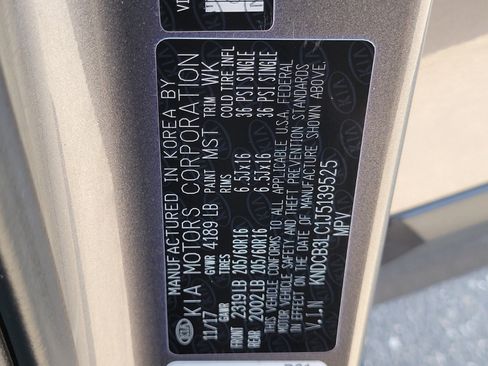 VI
MANUFACTURED IN KOREA BY
KIA KIA MOTORS CORPORATION
11/17 GVWR 4189 LB PAINT MST TRIM WK
GAWR TIRES RIMS COLD TIRE INFL
FRONT 2319 LB 205/60R16 6.5Jx16 36 PSI SINGLE
REAR 2002 LB 205/60R16 6.5Jx16 36 PSI SINGLE
THIS VEHICLE CONFORMS TO ALL APPLICABLE U.S.A. FEDERAL
MOTOR VEHICLE SAFETY AND THEFT PREVENTION STANDARDS
IN EFFECT ON THE DATE OF MANUFACTURE SHOWN ABOVE.
V.I.N KNDCB3LC1J5139525
MPV